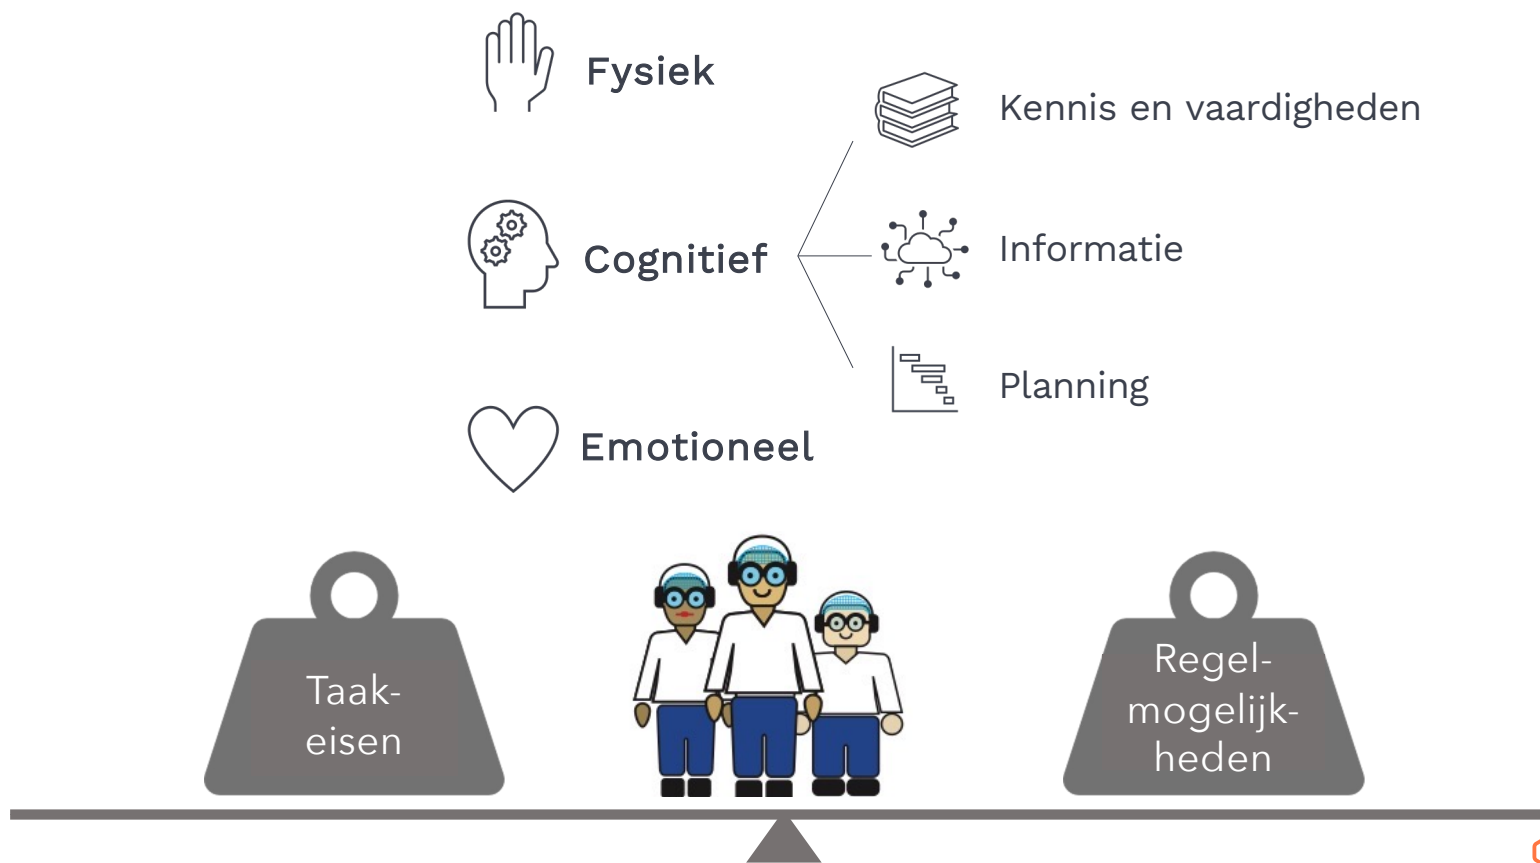 Fysiek
Kennis en vaardigheden
Cognitief
Informatie
Planning
Emotioneel
Taak-
eisen
Regel-
mogelijk-
heden